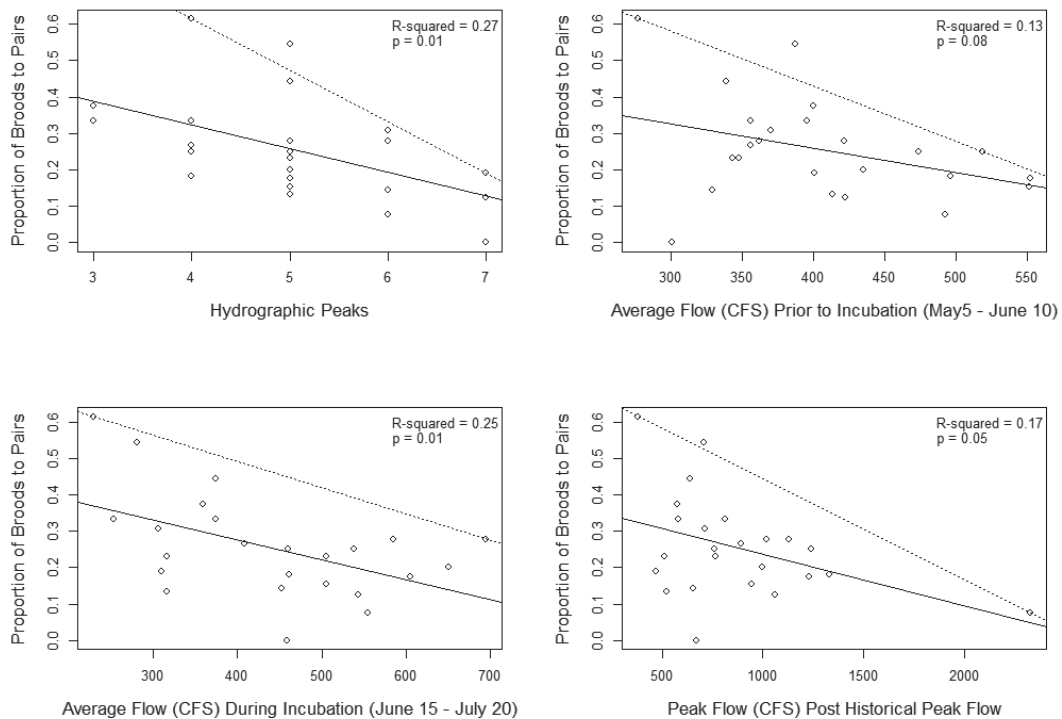 Proportion of Broods to Pairs
0.0 0.1 0.2 0.3 0.4 0.5 0.6
R-squared = 0.27
p = 0.01
3 4 5 6 7
Hydrographic Peaks
Proportion of Broods to Pairs
0.0 0.1 0.2 0.3 0.4 0.5 0.6
R-squared = 0.13
p = 0.08
300 350 400 450 500 550
Average Flow (CFS) Prior to Incubation (May5 - June 10)
Proportion of Broods to Pairs
0.0 0.1 0.2 0.3 0.4 0.5 0.6
R-squared = 0.25
p = 0.01
300 400 500 600 700
Average Flow (CFS) During Incubation (June 15 - July 20)
Proportion of Broods to Pairs
0.0 0.1 0.2 0.3 0.4 0.5 0.6
R-squared = 0.17
p = 0.05
500 1000 1500 2000
Peak Flow (CFS) Post Historical Peak Flow